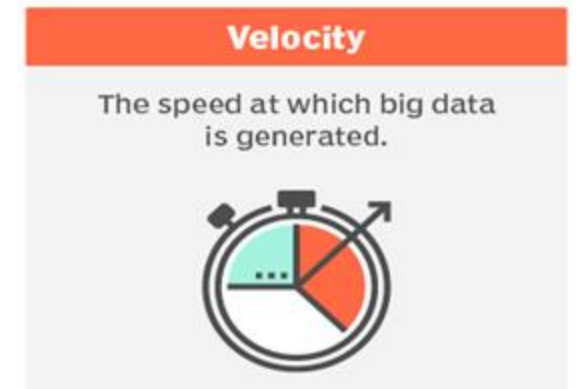 Velocity
The speed at which big data
is generated.